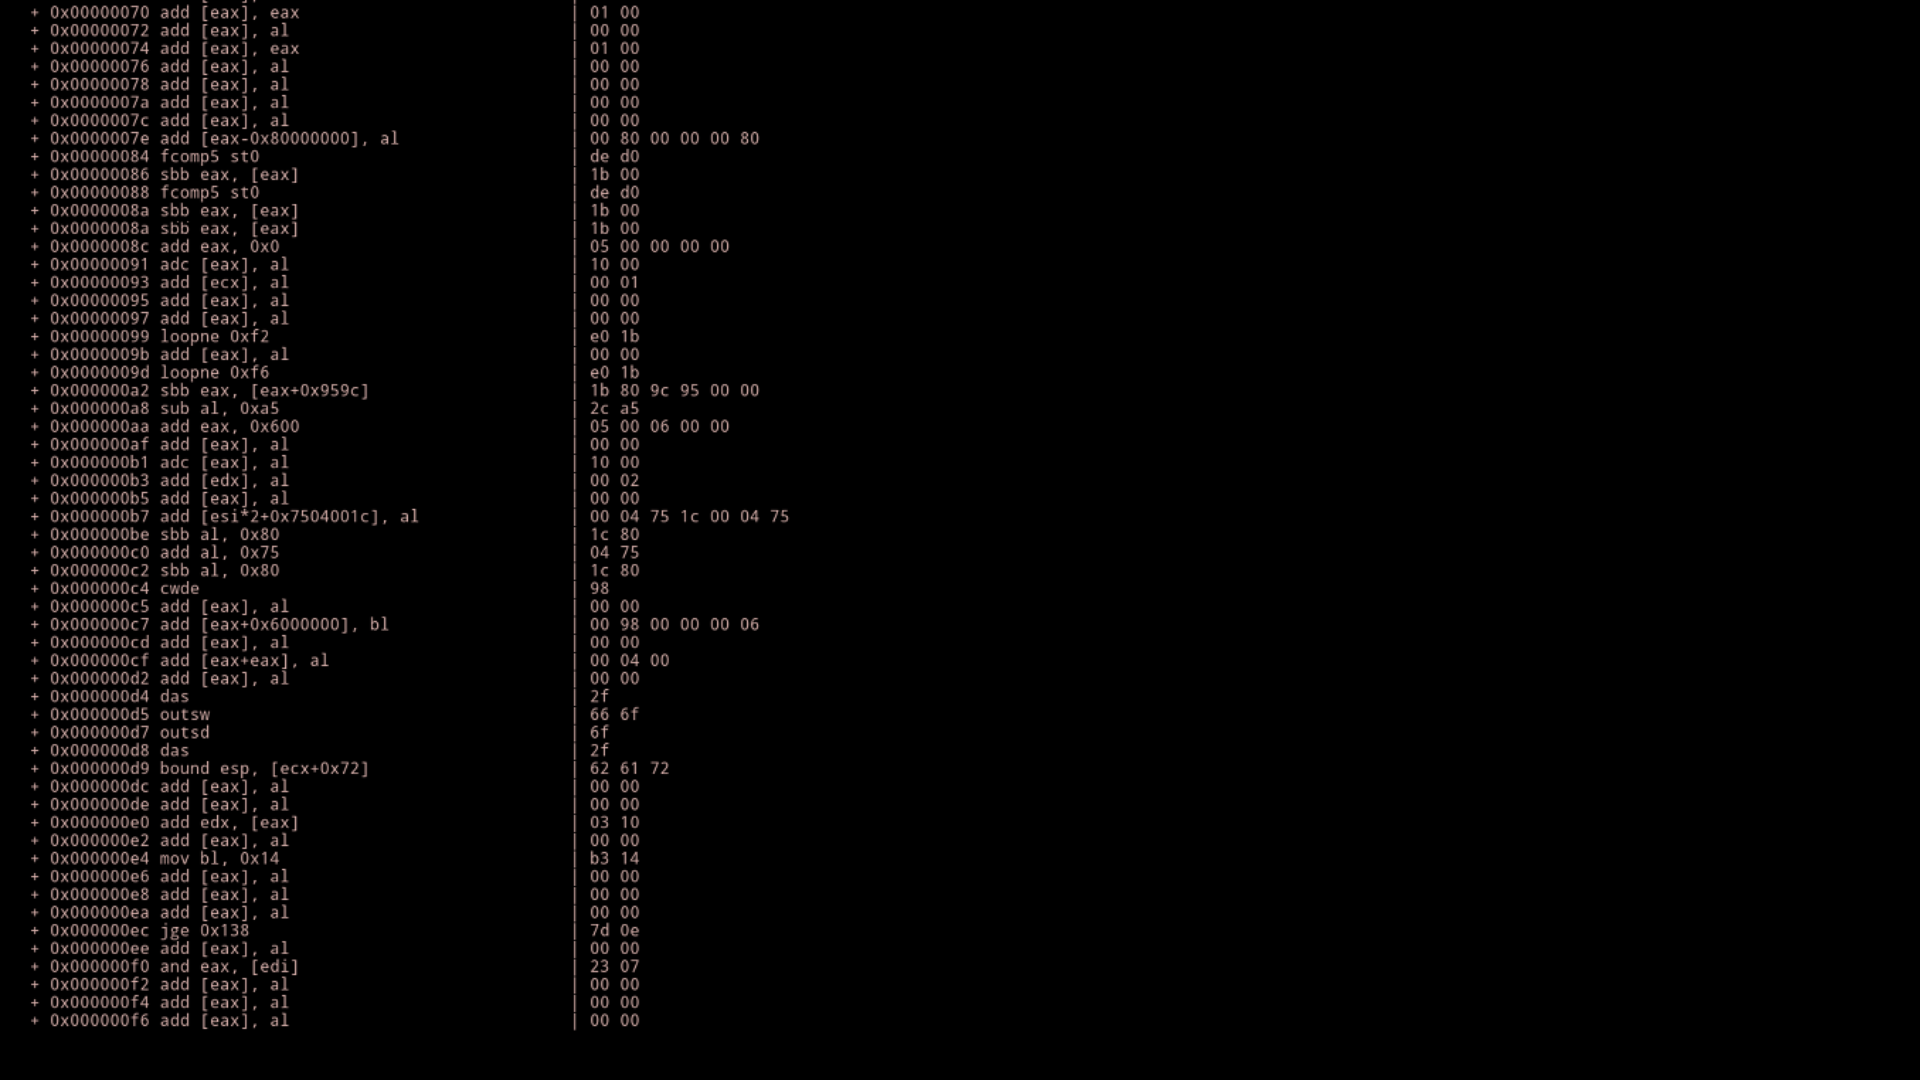 + 0x00000070 add [eax], eax | 01 00
+ 0x00000072 add [eax], al | 00 00
+ 0x00000074 add [eax], eax | 01 00
+ 0x00000076 add [eax], al | 00 00
+ 0x00000078 add [eax], al | 00 00
+ 0x0000007a add [eax], al | 00 00
+ 0x0000007c add [eax], al | 00 00
+ 0x0000007e add [eax-0x80000000], al | 00 80 00 00 00 80
+ 0x00000084 fcomp5 st0 | de d0
+ 0x00000086 sbb eax, [eax] | 1b 00
+ 0x00000088 fcomp5 st0 | de d0
+ 0x0000008a sbb eax, [eax] | 1b 00
+ 0x0000008a sbb eax, [eax] | 1b 00
+ 0x0000008c add eax, 0x0 | 05 00 00 00 00
+ 0x00000091 adc [eax], al | 10 00
+ 0x00000093 add [ecx], al | 00 01
+ 0x00000095 add [eax], al | 00 00
+ 0x00000097 add [eax], al | 00 00
+ 0x00000099 loopne 0xf2 | e0 1b
+ 0x0000009b add [eax], al | 00 00
+ 0x0000009d loopne 0xf6 | e0 1b
+ 0x000000a2 sbb eax, [eax+0x959c] | 1b 80 9c 95 00 00
+ 0x000000a8 sub al, 0xa5 | 2c a5
+ 0x000000aa add eax, 0x600 | 05 00 06 00 00
+ 0x000000af add [eax], al | 00 00
+ 0x000000b1 adc [eax], al | 10 00
+ 0x000000b3 add [edx], al | 00 02
+ 0x000000b5 add [eax], al | 00 00
+ 0x000000b7 add [esi*2+0x7504001c], al | 00 04 75 1c 00 04 75
+ 0x000000be sbb al, 0x80 | 1c 80
+ 0x000000c0 add al, 0x75 | 04 75
+ 0x000000c2 sbb al, 0x80 | 1c 80
+ 0x000000c4 cwde | 98
+ 0x000000c5 add [eax], al | 00 00
+ 0x000000c7 add [eax+0x6000000], bl | 00 98 00 00 00 06
+ 0x000000cd add [eax], al | 00 00
+ 0x000000cf add [eax+eax], al | 00 04 00
+ 0x000000d2 add [eax], al | 00 00
+ 0x000000d4 das | 2f
+ 0x000000d5 outsw | 66 6f
+ 0x000000d7 outsd | 6f
+ 0x000000d8 das | 2f
+ 0x000000d9 bound esp, [ecx+0x72] | 62 61 72
+ 0x000000dc add [eax], al | 00 00
+ 0x000000de add [eax], al | 00 00
+ 0x000000e0 add edx, [eax] | 03 10
+ 0x000000e2 add [eax], al | 00 00
+ 0x000000e4 mov bl, 0x14 | b3 14
+ 0x000000e6 add [eax], al | 00 00
+ 0x000000e8 add [eax], al | 00 00
+ 0x000000ea add [eax], al | 00 00
+ 0x000000ec jge 0x138 | 7d 0e
+ 0x000000ee add [eax], al | 00 00
+ 0x000000f0 and eax, [edi] | 23 07
+ 0x000000f2 add [eax], al | 00 00
+ 0x000000f4 add [eax], al | 00 00
+ 0x000000f6 add [eax], al | 00 00